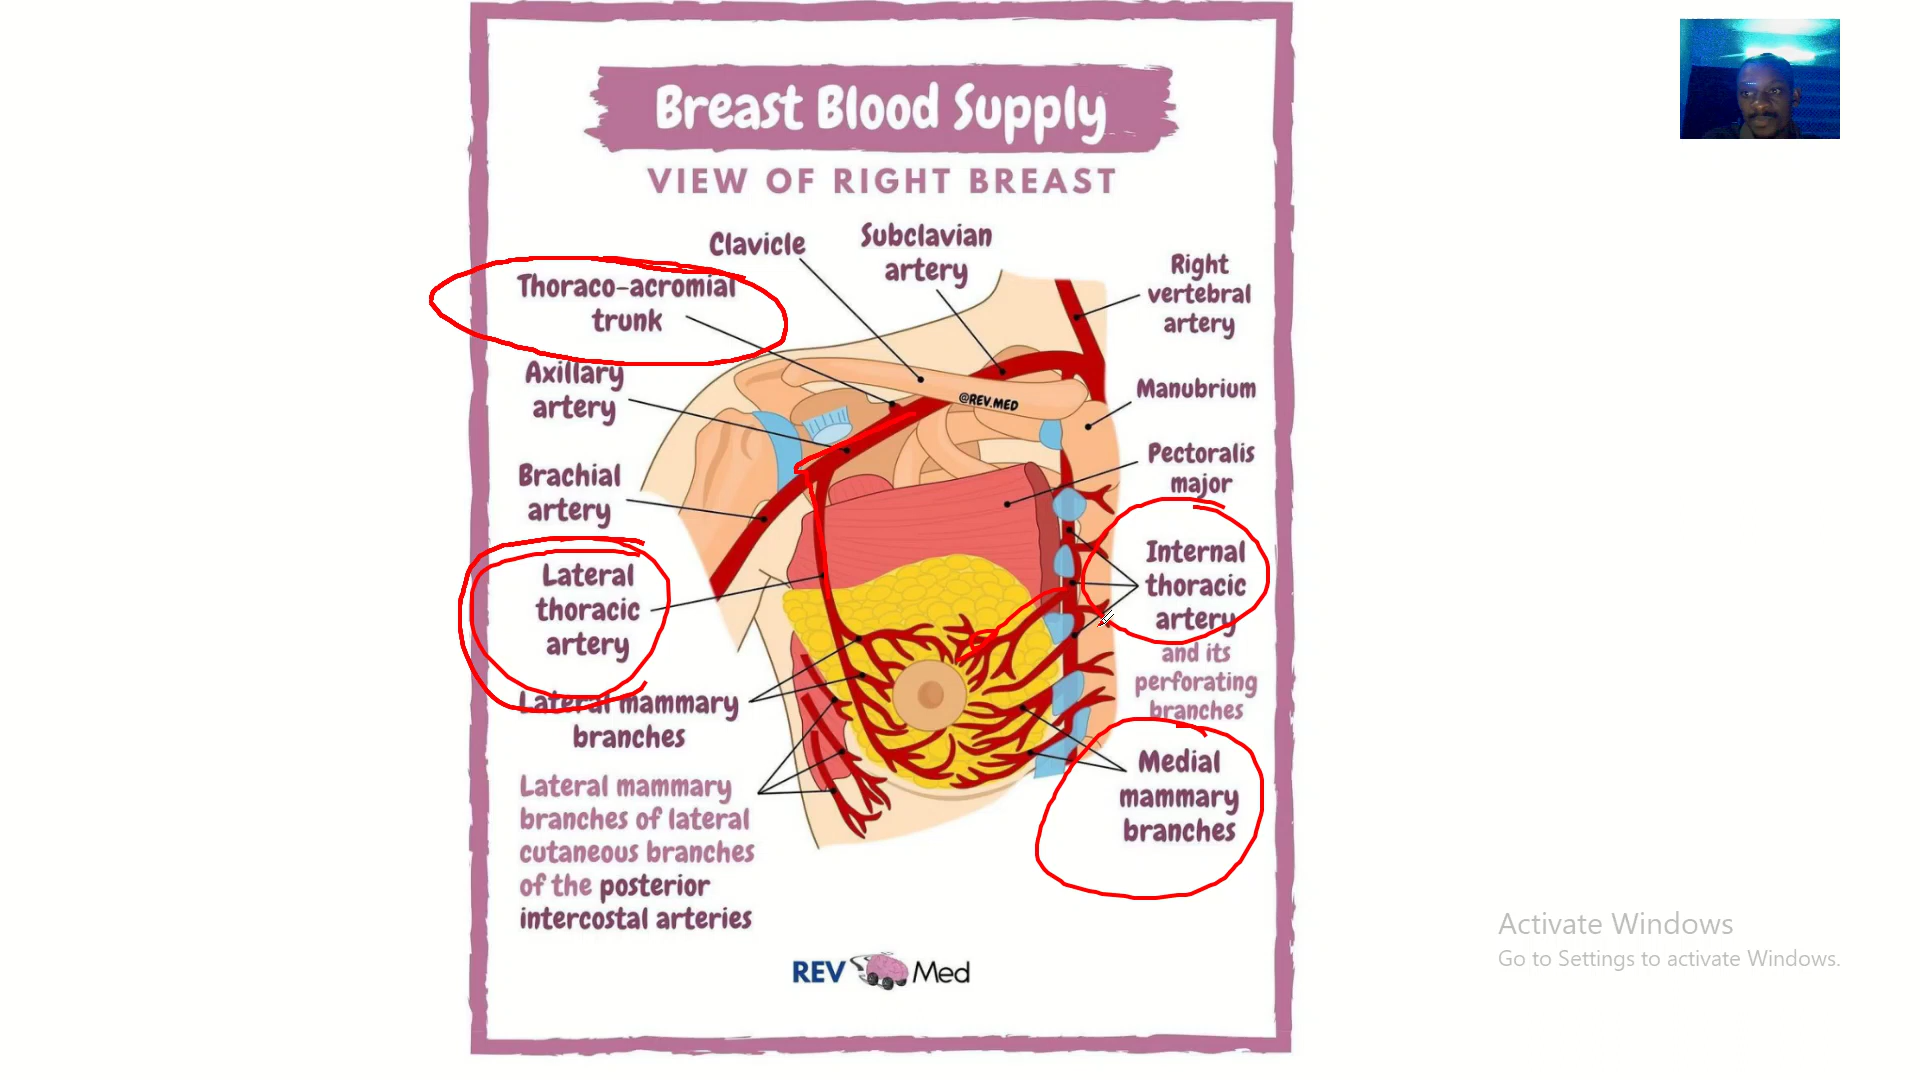 Breast Blood Supply
VIEW OF RIGHT BREAST
Clavicle
Subclavian
artery
Right
vertebral
artery
Thoraco-acromial
trunk
Axillary
artery
@REV.MED
Manubrium
Brachial
artery
Pectoralis
major
Lateral
thoracic
artery
Internal
thoracic
artery
and its
perforating
branches
Lateral mammary
branches
Medial
mammary
branches
Lateral mammary
branches of lateral
cutaneous branches
of the posterior
intercostal arteries
REV Med
Activate Windows
Go to Settings to activate Windows.